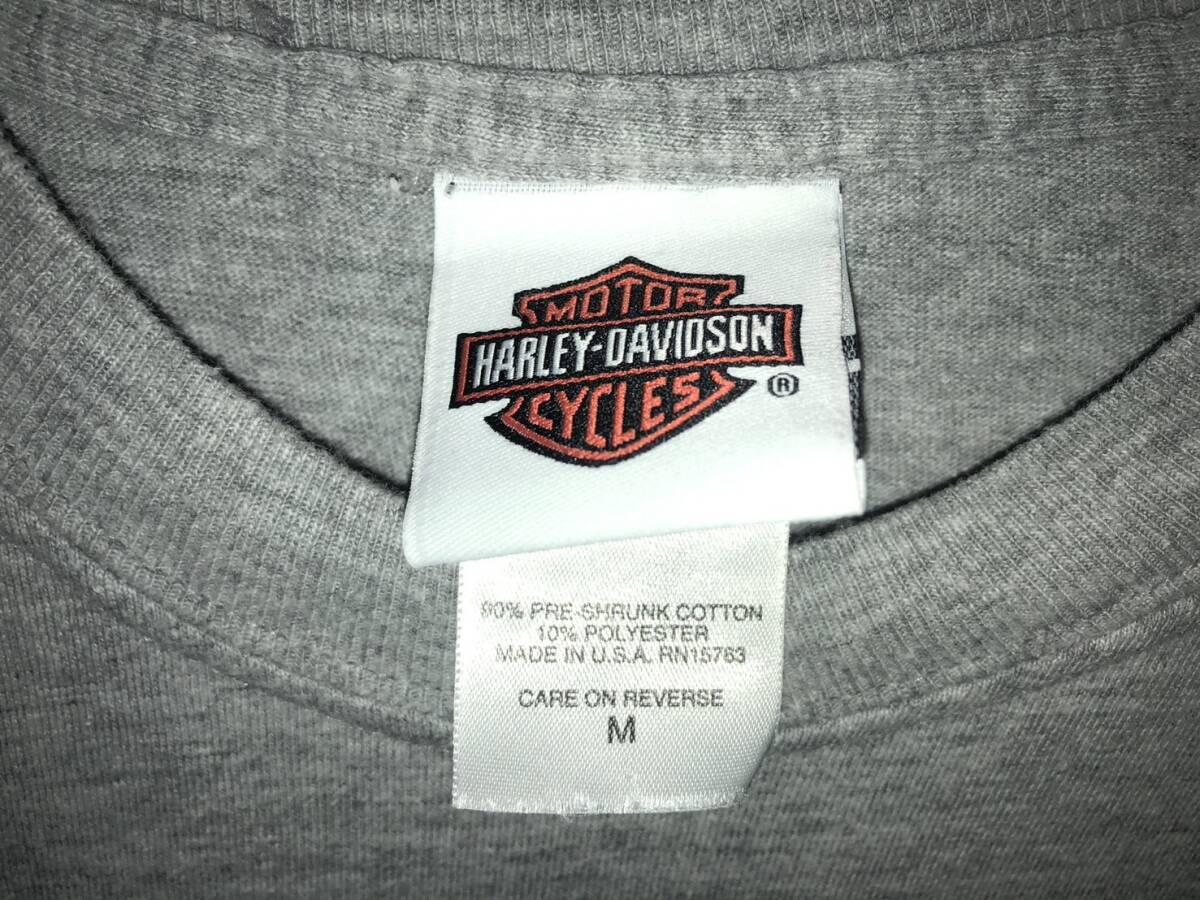 MOTOR
HARLEY-DAVIDSON
CYCLES
®
90% PRE-SHRUNK COTTON
10% POLYESTER
MADE IN U.S.A. RN15763
CARE ON REVERSE
M